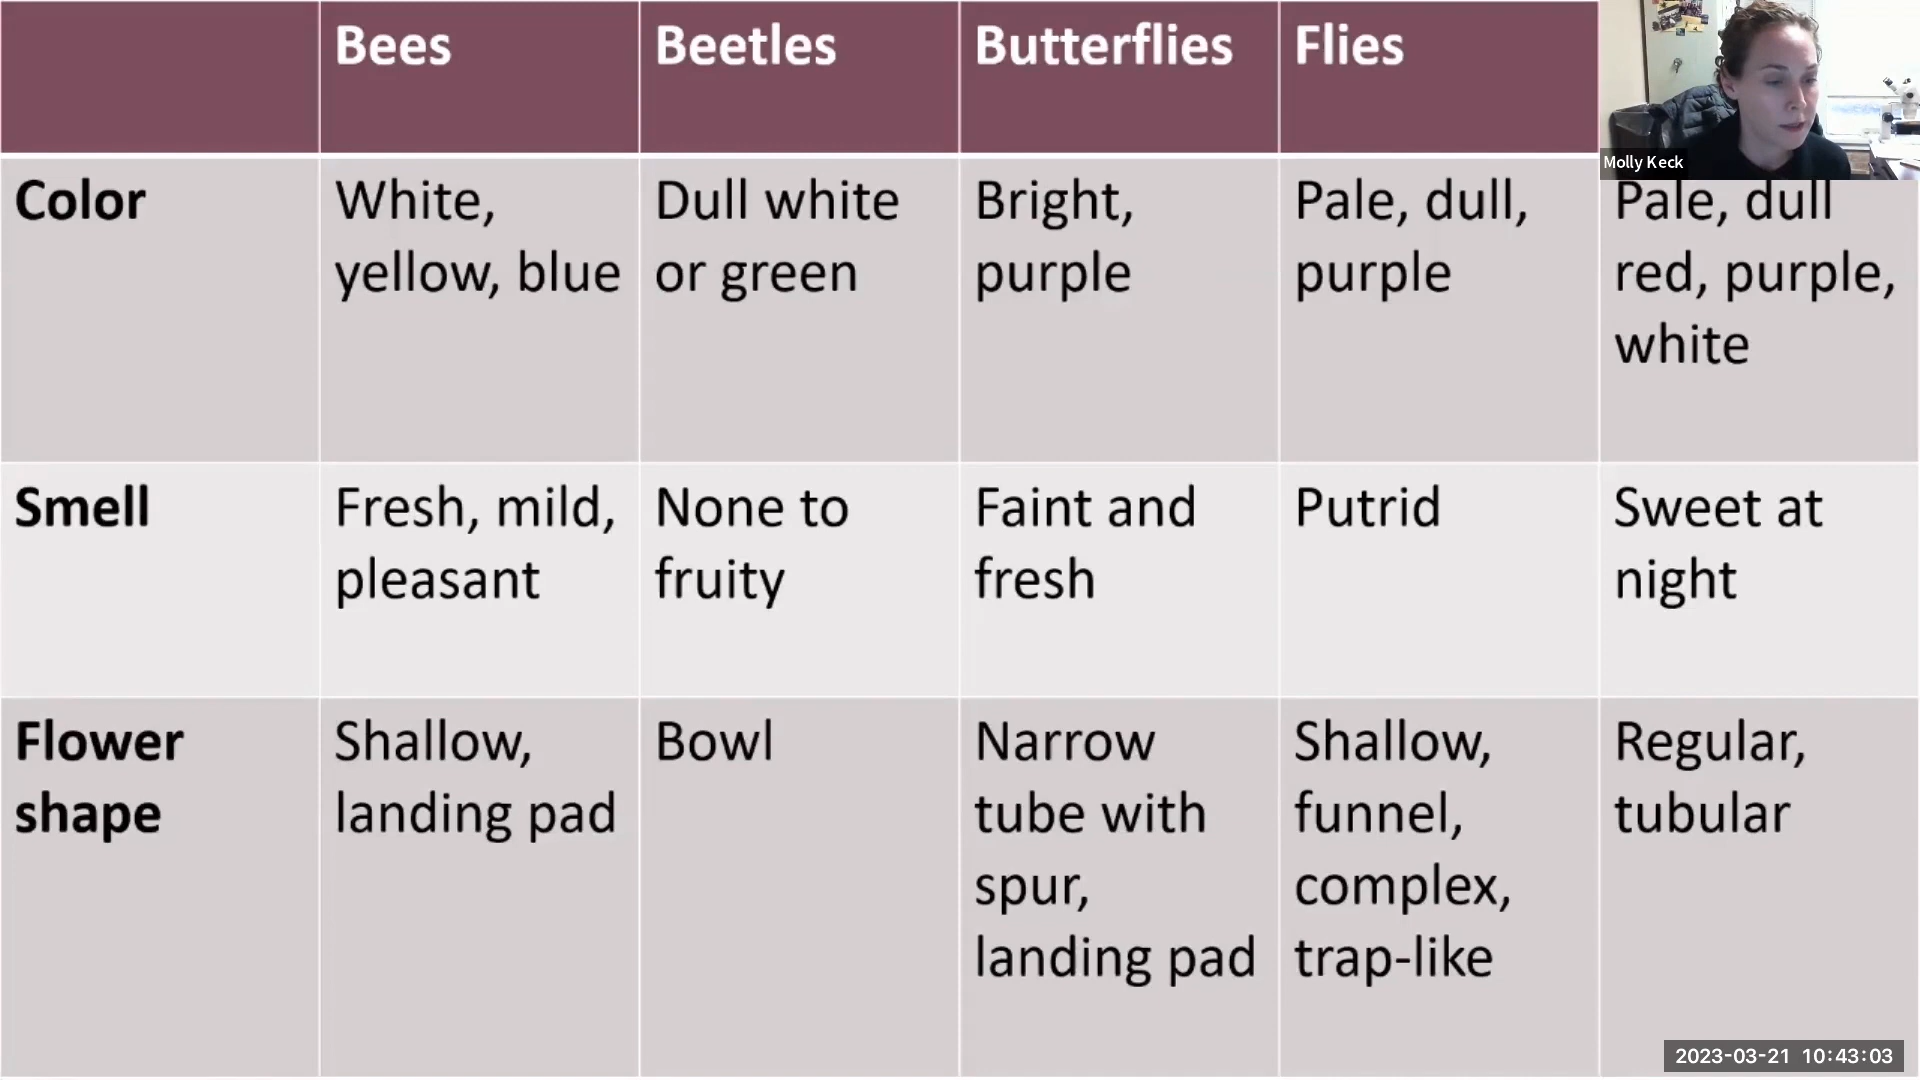 Bees Beetles Butterflies Flies
Molly Keck
Color White, Dull white Bright, Pale, dull, Pale, dull
yellow, blue or green purple purple red, purple,
white
Smell Fresh, mild, None to Faint and Putrid Sweet at
pleasant fruity fresh night
Flower Shallow, Bowl Narrow Shallow, Regular,
shape landing pad tube with funnel, tubular
spur, complex,
landing pad trap-like
2023-03-21 10:43:03